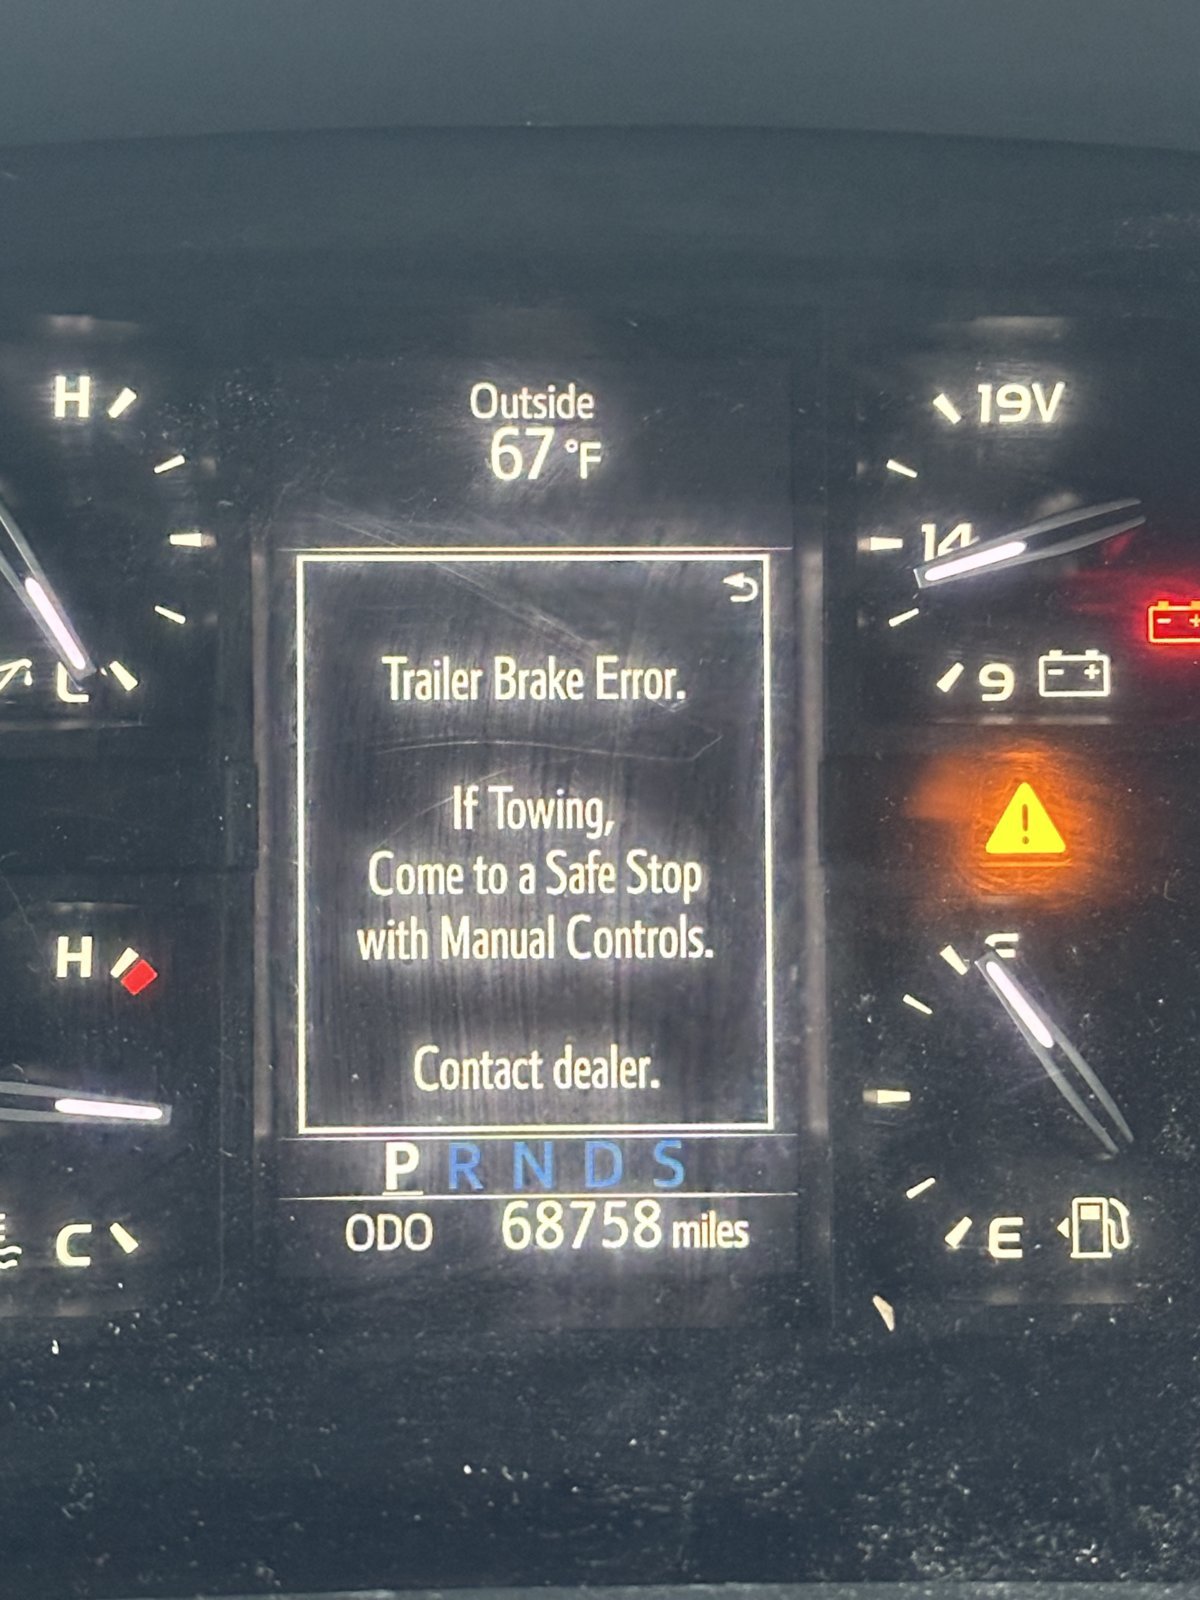 Outside
67 °F
H
19V
14
L
9
Trailer Brake Error.
If Towing,
Come to a Safe Stop
with Manual Controls.
Contact dealer.
H
P R N D S
C
ODO 68758 miles
E